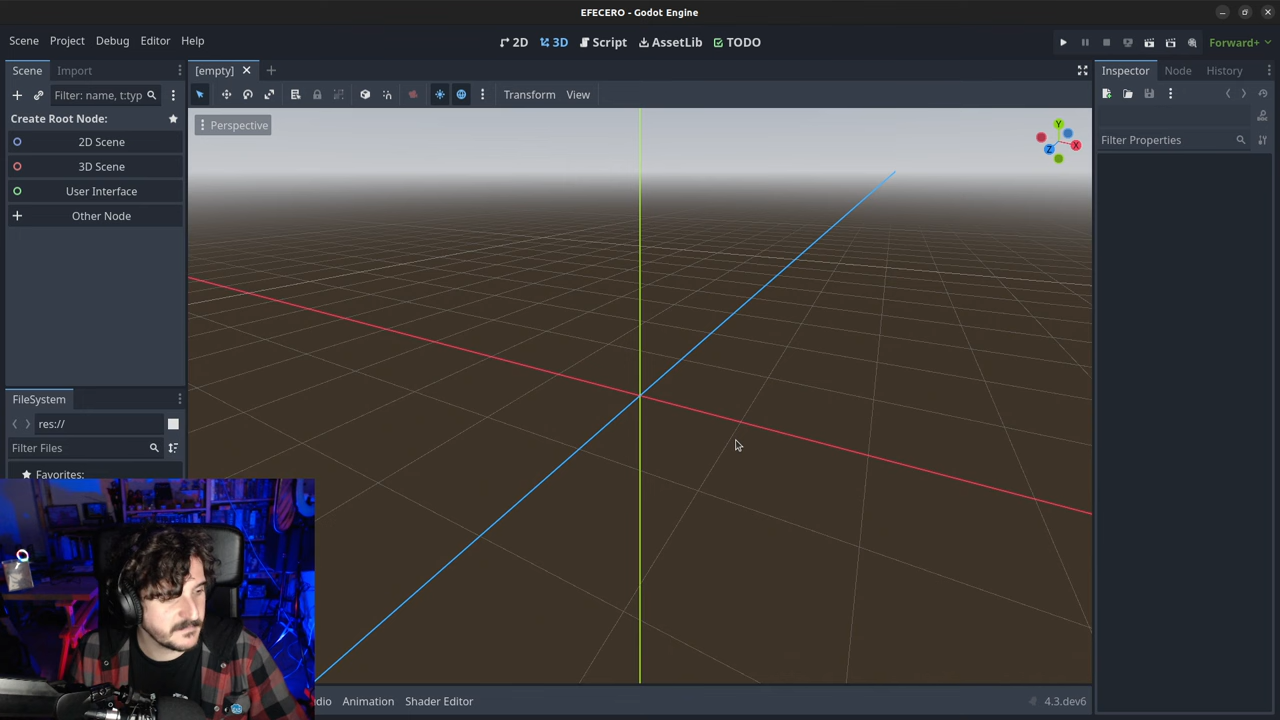 EFECERO - Godot Engine
Scene Project Debug Editor Help
2D 3D Script AssetLib TODO
Forward+
Scene Import
[empty]
Inspector Node History
Filter: name, t:typ
Transform View
Create Root Node:
Perspective
2D Scene
3D Scene
User Interface
Other Node
Y
X
Z
Filter Properties
FileSystem
res://
Filter Files
Favorites:
dio Animation Shader Editor
4.3.dev6